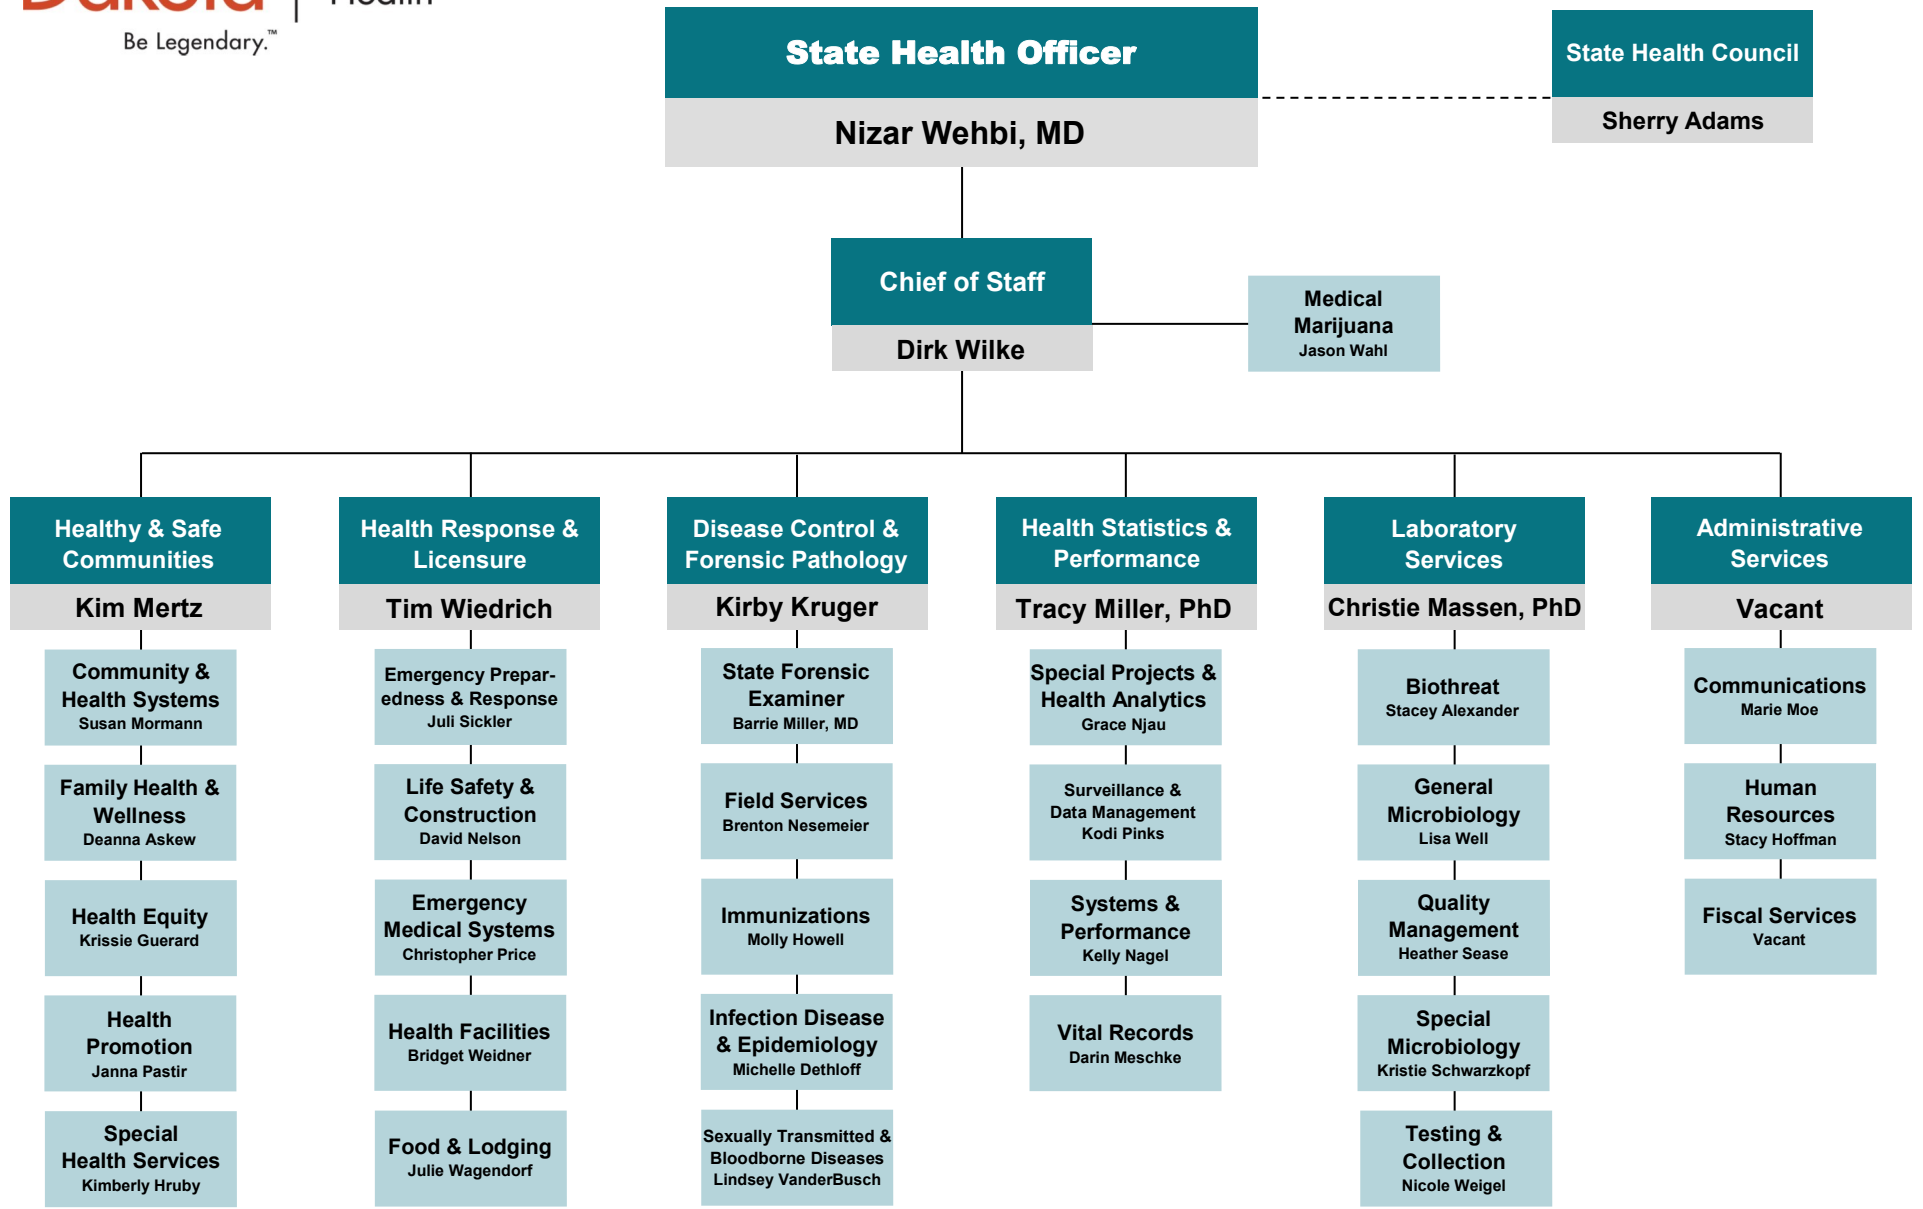 Dakota
Health
Be Legendary.™
State Health Officer
Nizar Wehbi, MD
State Health Council
Sherry Adams
Chief of Staff
Dirk Wilke
Medical
Marijuana
Jason Wahl
Healthy & Safe
Communities
Kim Mertz
Community &
Health Systems
Susan Mormann
Family Health &
Wellness
Deanna Askew
Health Equity
Krissie Guerard
Health
Promotion
Janna Pastir
Special
Health Services
Kimberly Hruby
Health Response &
Licensure
Tim Wiedrich
Emergency Prepar-
edness & Response
Juli Sickler
Life Safety &
Construction
David Nelson
Emergency
Medical Systems
Christopher Price
Health Facilities
Bridget Weidner
Food & Lodging
Julie Wagendorf
Disease Control &
Forensic Pathology
Kirby Kruger
State Forensic
Examiner
Barrie Miller, MD
Field Services
Brenton Nesemeier
Immunizations
Molly Howell
Infection Disease
& Epidemiology
Michelle Dethloff
Sexually Transmitted &
Bloodborne Diseases
Lindsey VanderBusch
Health Statistics &
Performance
Tracy Miller, PhD
Special Projects &
Health Analytics
Grace Njau
Surveillance &
Data Management
Kodi Pinks
Systems &
Performance
Kelly Nagel
Vital Records
Darin Meschke
Laboratory
Services
Christie Massen, PhD
Biothreat
Stacey Alexander
General
Microbiology
Lisa Well
Quality
Management
Heather Sease
Special
Microbiology
Kristie Schwarzkopf
Testing &
Collection
Nicole Weigel
Administrative
Services
Vacant
Communications
Marie Moe
Human
Resources
Stacy Hoffman
Fiscal Services
Vacant